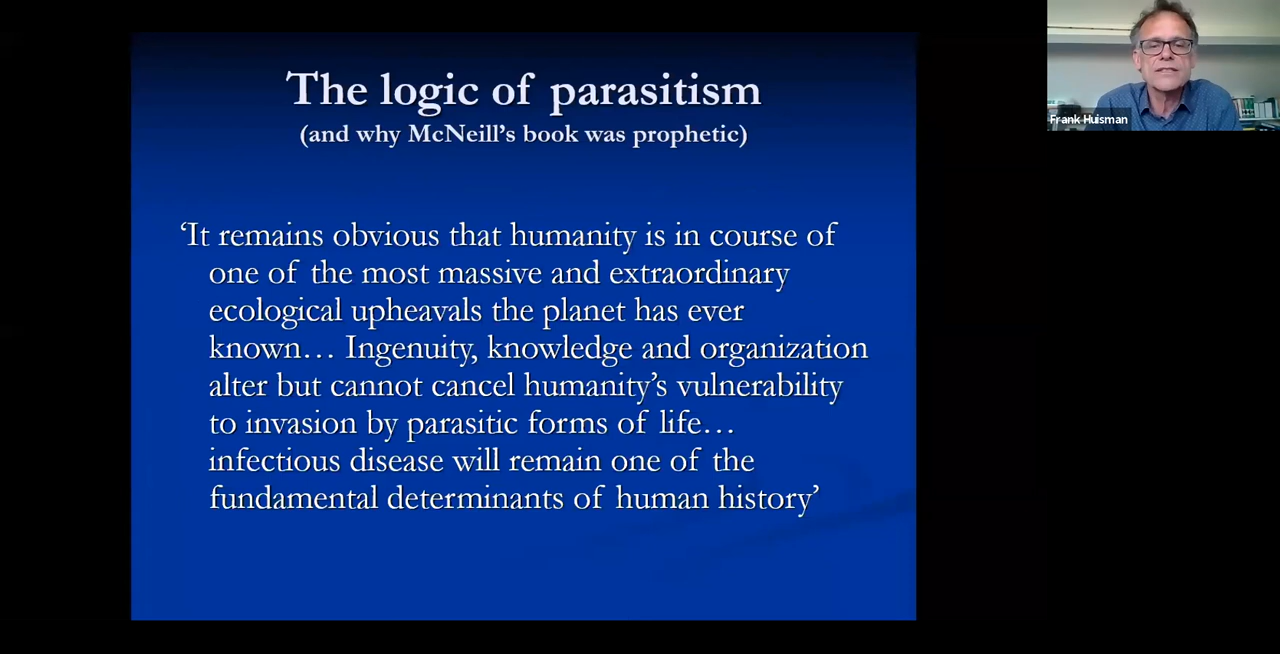 The logic of parasitism
(and why McNeill’s book was prophetic)
‘It remains obvious that humanity is in course of
one of the most massive and extraordinary
ecological upheavals the planet has ever
known… Ingenuity, knowledge and organization
alter but cannot cancel humanity’s vulnerability
to invasion by parasitic forms of life…
infectious disease will remain one of the
fundamental determinants of human history’
Frank Huisman